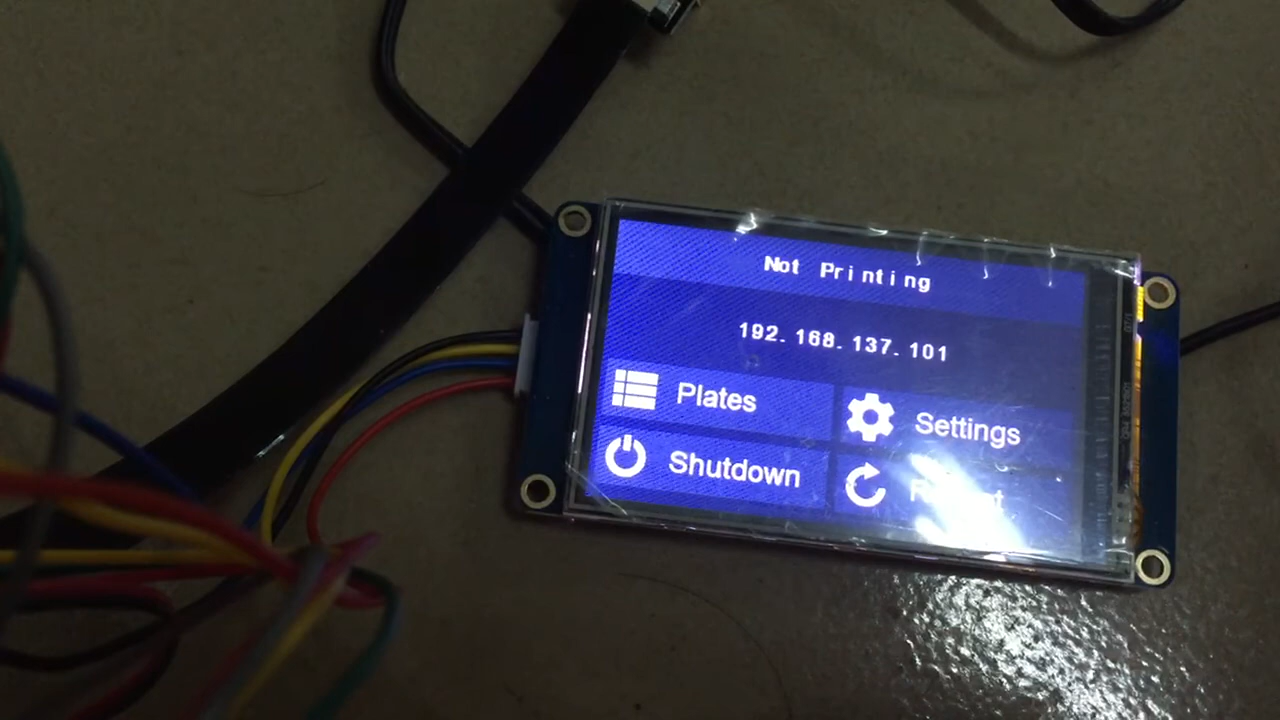 Not Printing
192.168.137.101
Plates
Settings
Shutdown